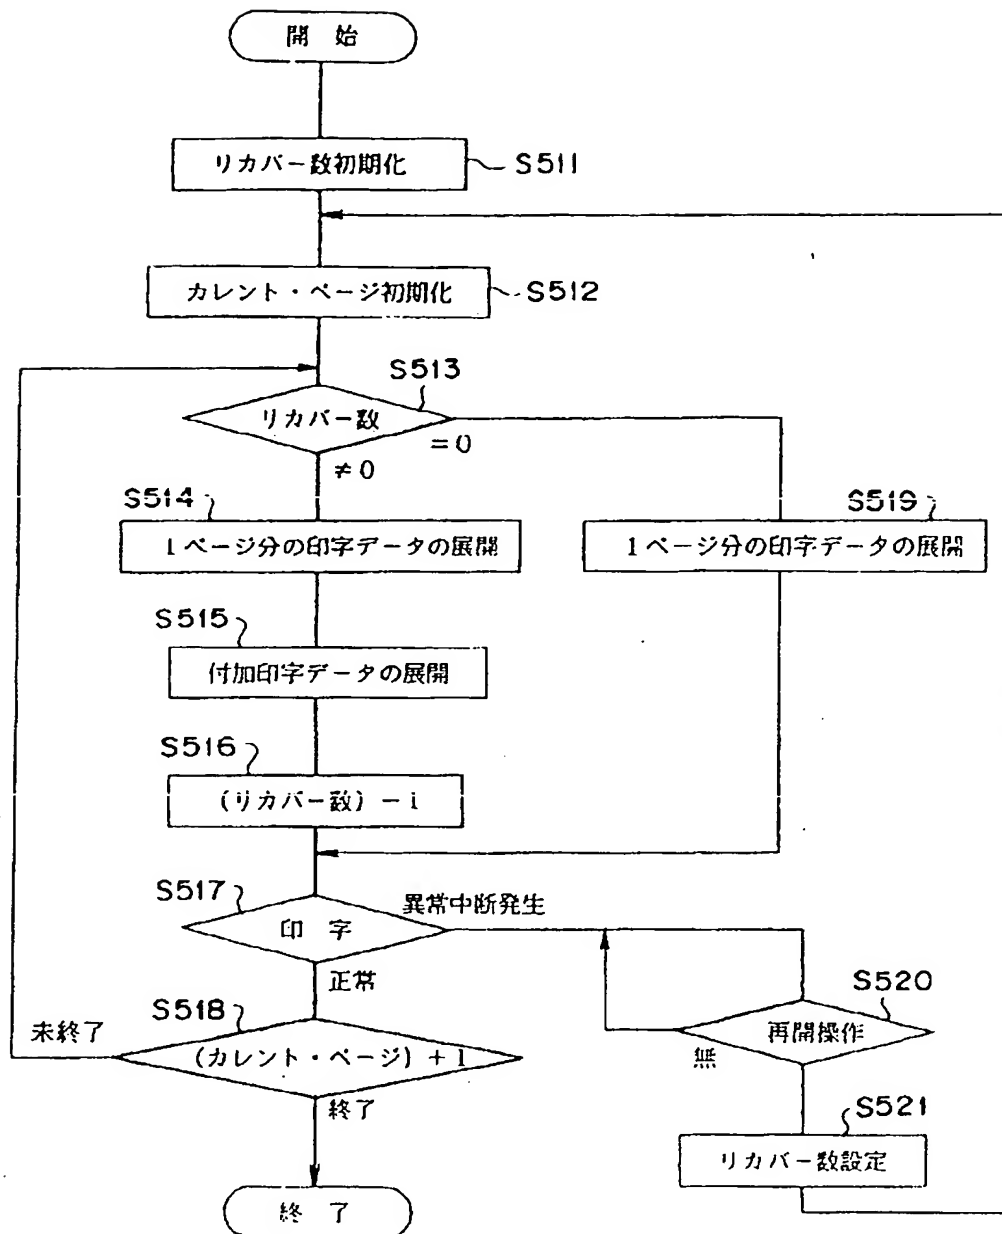 開 始
リカバー数初期化
S511
カレント・ページ初期化
S512
S513
リカバー数
=0
≠0
S514
1ページ分の印字データの展開
S519
1ページ分の印字データの展開
S515
付加印字データの展開
S516
(リカバー数) - 1
S517
印 字
異常中断発生
正常
S518
未終了
(カレント・ページ) + 1
終了
S520
再開操作
無
S521
リカバー数設定
終 了